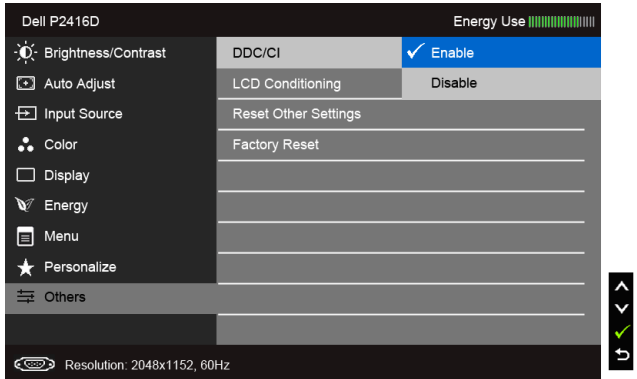 Dell P2416D Energy Use
Brightness/Contrast DDC/CI Enable
Auto Adjust LCD Conditioning Disable
Input Source Reset Other Settings
Color Factory Reset
Display
Energy
Menu
Personalize
Others
Resolution: 2048x1152, 60Hz